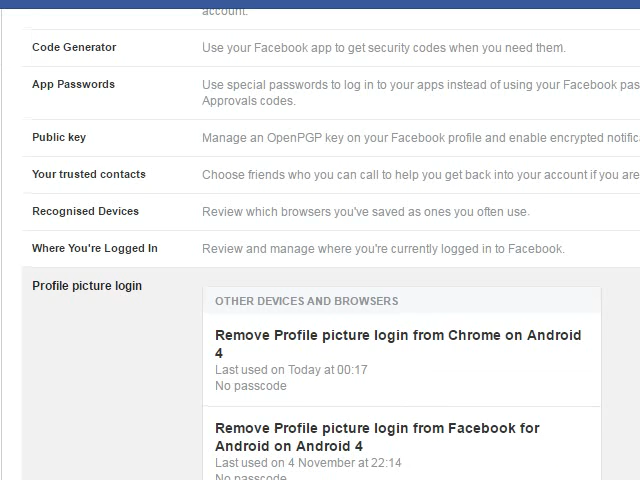 account.
Code Generator
Use your Facebook app to get security codes when you need them.
App Passwords
Use special passwords to log in to your apps instead of using your Facebook pas
Approvals codes.
Public key
Manage an OpenPGP key on your Facebook profile and enable encrypted notific
Your trusted contacts
Choose friends who you can call to help you get back into your account if you are
Recognised Devices
Review which browsers you've saved as ones you often use.
Where You're Logged In
Review and manage where you're currently logged in to Facebook.
Profile picture login
OTHER DEVICES AND BROWSERS
Remove Profile picture login from Chrome on Android
4
Last used on Today at 00:17
No passcode
Remove Profile picture login from Facebook for
Android on Android 4
Last used on 4 November at 22:14
No passcode